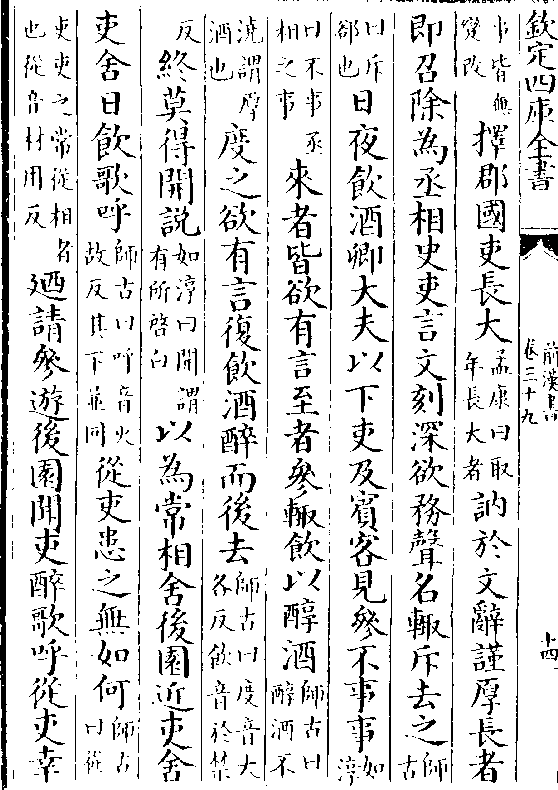 欽定四庫全書
前漢書
卷三十九
十四
事皆無
變改
擇郡國吏長大
孟康曰取
年長大者
訥於文辭謹厚長者
即召除為丞相史吏言文刻深欲務聲名輙斥去之
師古
曰斥
郤也
日夜飲酒卿大夫以下吏及賓客見參不事事
如淳
曰不事丞
相之事
來者皆欲有言至者參輙飲以醇酒
師古曰
醇酒不
澆謂厚
酒也
度之欲有言復飲酒醉而後去
師古曰度音大
各反飲音於禁
反
終莫得開說
如淳曰開謂
有所啓白
以為常相舍後園近吏舍
吏舍日飲歌呼
師古曰呼音火
故反其下並同
從吏患之無如何
師古
曰從
吏吏之常從相者
也從音材用反
廼請參遊後園聞吏醉歌呼從吏幸